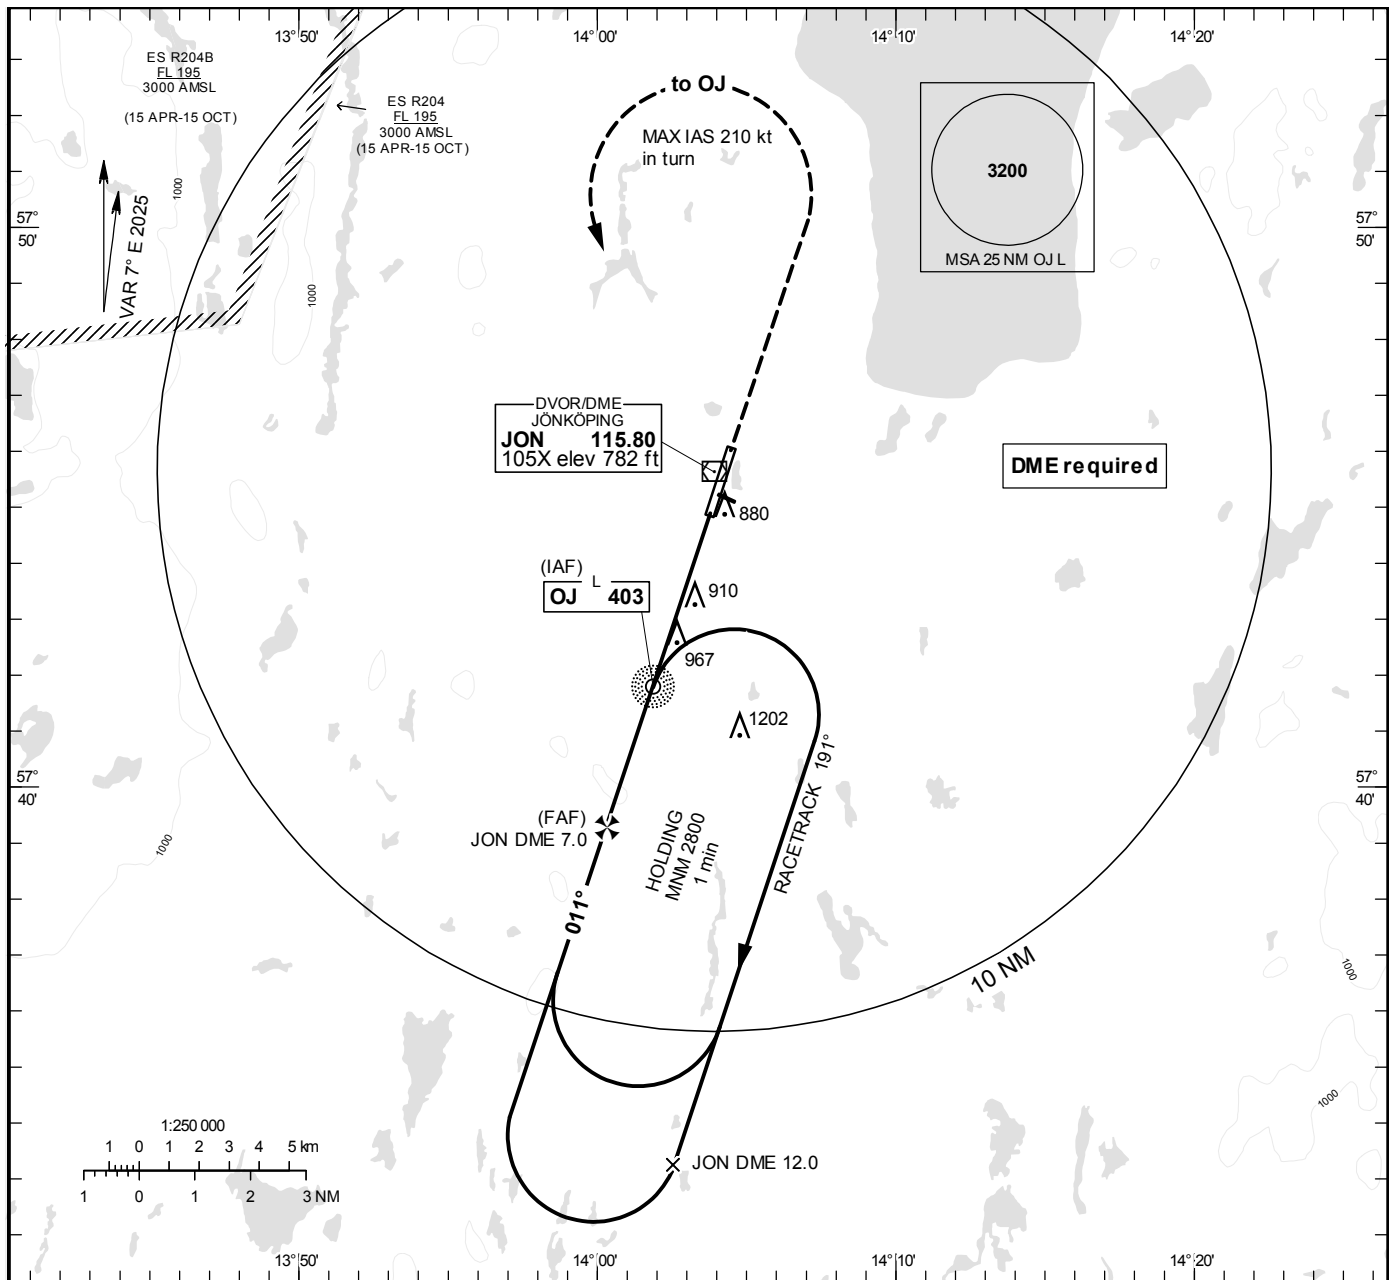 13°50'
14°00'
14°10'
14°20'
ES R204B
FL 195
3000 AMSL
(15 APR-15 OCT)
ES R204
FL 195
3000 AMSL
(15 APR-15 OCT)
to OJ
MAX IAS 210 kt
in turn
3200
MSA 25 NM OJ L
1000
VAR 7° E 2025
57°
50'
57°
50'
1000
DVOR/DME
JÖNKÖPING
JON 115.80
105X elev 782 ft
DME required
880
(IAF)
L
OJ 403
910
967
1202
57°
40'
57°
40'
(FAF)
JON DME 7.0
HOLDING
MNM 2800
1 min
RACETRACK 191°
1000
011°
10 NM
1000
1000
1:250 000
1 0 1 2 3 4 5 km
1 0 1 2 3 NM
JON DME 12.0
13°50'
14°00'
14°10'
14°20'